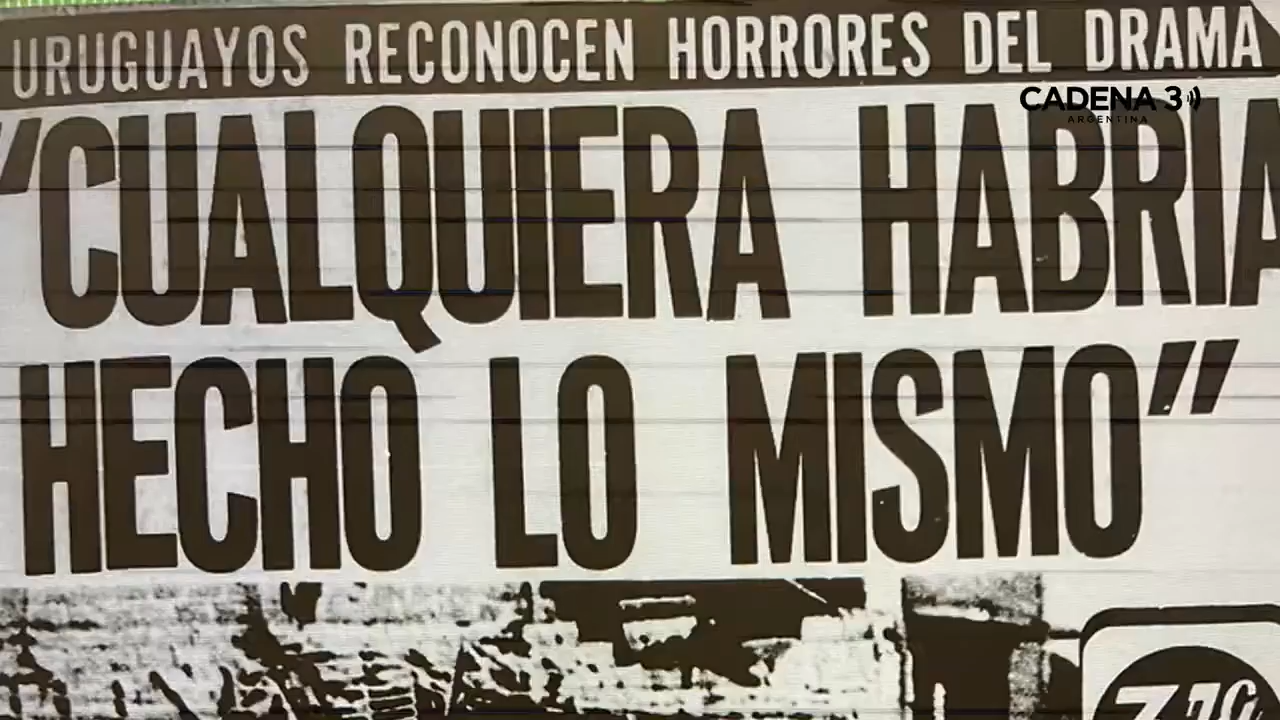 URUGUAYOS RECONOCEN HORRORES DEL DRAMA
CADENA 3
ARGENTINA
"CUALQUIERA HABRIA
HECHO LO MISMO"